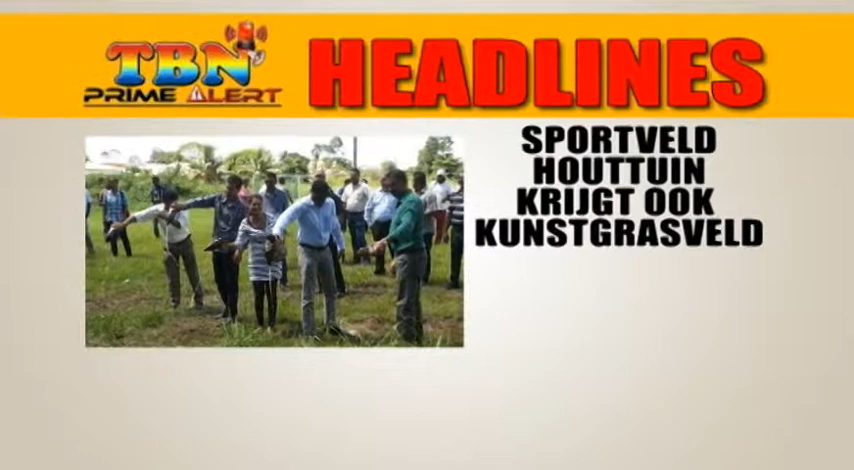 TBN
PRIME ALERT
HEADLINES
SPORTVELD
HOUTTUIN
KRIJGT OOK
KUNSTGRASVELD